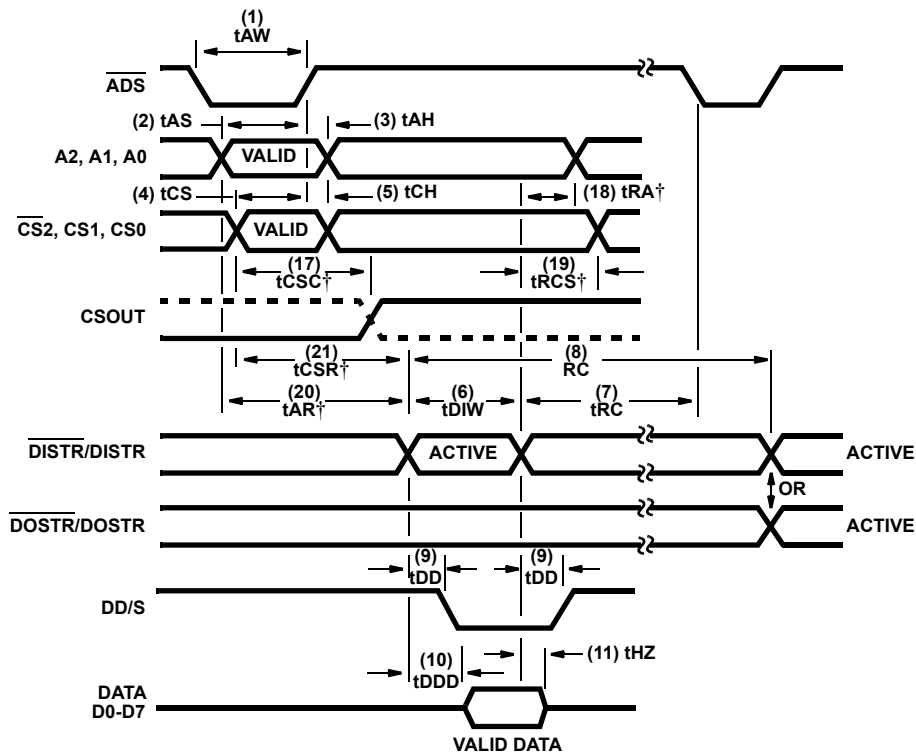 (1)
tAW
ADS
(2) tAS
(3) tAH
A2, A1, A0
VALID
(4) tCS
(5) tCH
(18) tRA†
CS2, CS1, CS0
VALID
(17)
tCSC†
(19)
tRCS†
CSOUT
(21)
tCSR†
(8)
RC
(20)
tAR†
(6)
tDIW
(7)
tRC
DISTR/DISTR
ACTIVE
ACTIVE
OR
DOSTR/DOSTR
ACTIVE
(9)
tDD
(9)
tDD
DD/S
(11) tHZ
(10)
tDDD
DATA
D0-D7
VALID DATA